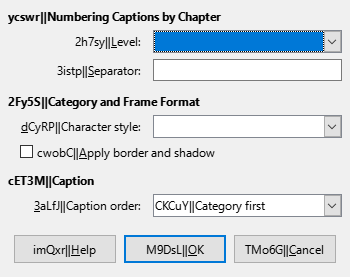 ycswr||Numbering Captions by Chapter
2h7sy||Level:
3istp||Separator:
2Fy5S||Category and Frame Format
dCyRP||Character style:
cwobC||Apply border and shadow
cET3M||Caption
3aLfJ||Caption order: CKCuY||Category first
imQxr||Help M9DsL||OK TMo6G||Cancel